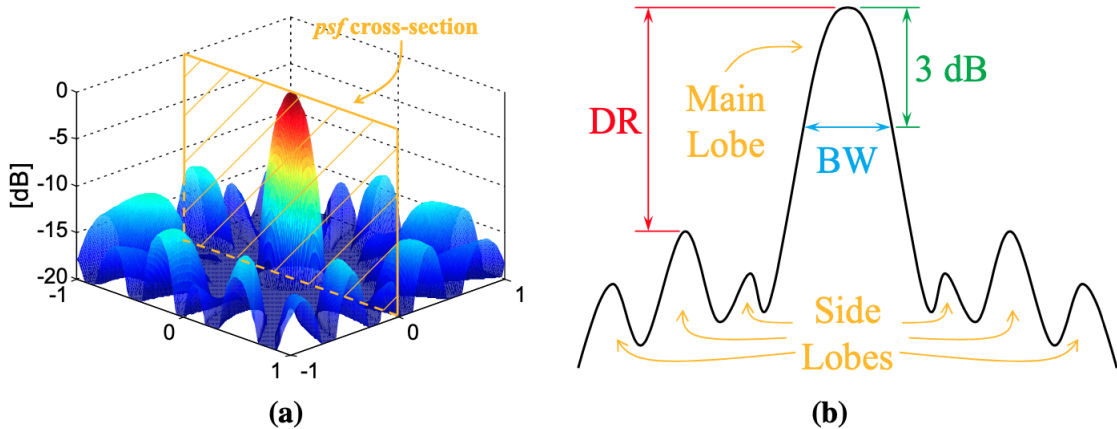 psf cross-section
0
-5
-10
-15
-20
[dB]
-1
0
1
-1
0
1
(a)
DR
Main
Lobe
3 dB
BW
Side
Lobes
(b)